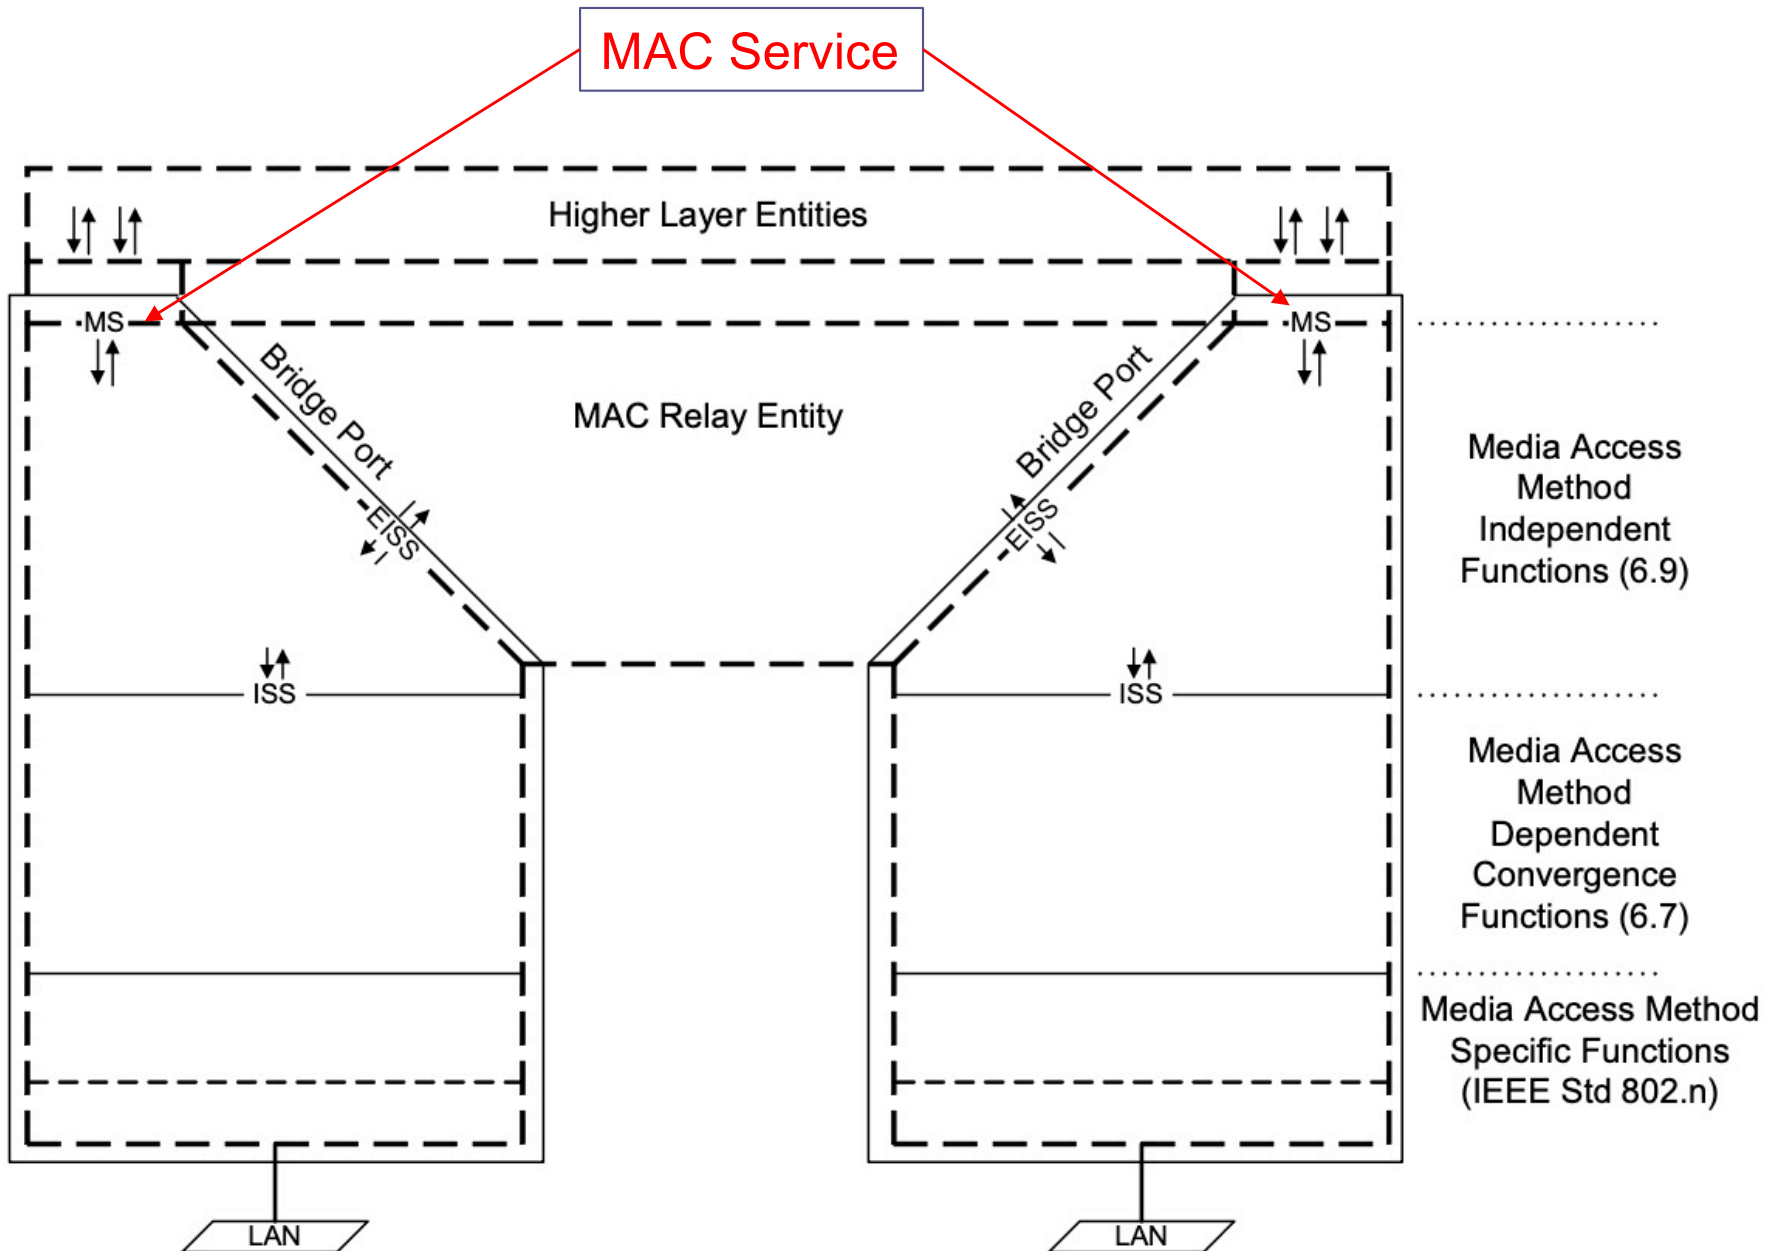 MAC Service
Higher Layer Entities
MS
MS
Bridge Port
MAC Relay Entity
Bridge Port
EISS
EISS
Media Access
Method
Independent
Functions (6.9)
ISS
ISS
Media Access
Method
Dependent
Convergence
Functions (6.7)
Media Access Method
Specific Functions
(IEEE Std 802.n)
LAN
LAN